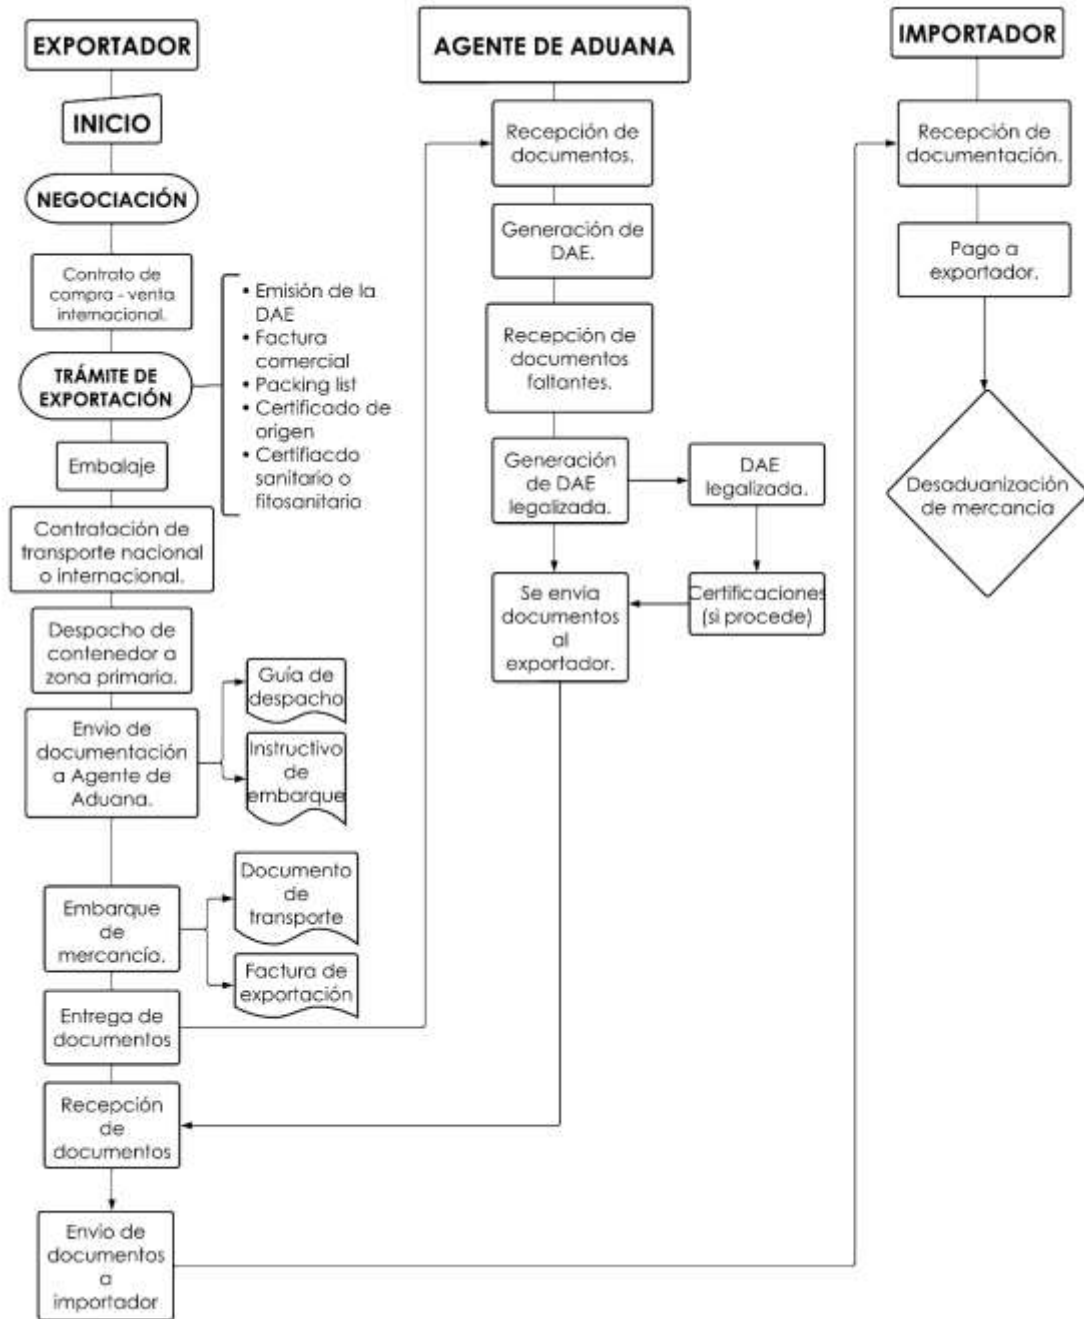 EXPORTADOR
INICIO
NEGOCIACIÓN
Contrato de
compra - venta
internacional.
TRÁMITE DE
EXPORTACIÓN
• Emisión de la
DAE
• Factura
comercial
• Packing list
• Certificado de
origen
• Certifiacdo
sanitario o
fitosanitario
Embalaje
Contratación de
transporte nacional
o internacional.
Despacho de
contenedor a
zona primaria.
Envio de
documentación
a Agente de
Aduana.
Guía de
despacho
Instructivo
de
embarque
Embarque
de
mercancía.
Documento
de
transporte
Factura de
exportación
Entrega de
documentos
Recepción
de
documentos
Envio de
documentos
a
importador
AGENTE DE ADUANA
Recepción de
documentos.
Generación de
DAE.
Recepción de
documentos
faltantes.
Generación
de DAE
legalizada.
DAE
legalizada.
Certificaciones
(si procede)
Se envia
documentos
al
exportador.
IMPORTADOR
Recepción de
documentación.
Pago a
exportador.
Desaduanización
de mercancia